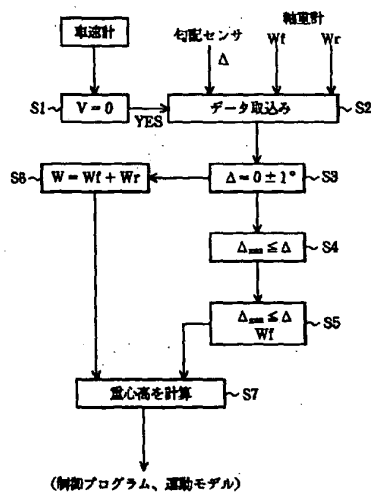 車速計
勾配センサ
Δ
軸重計
Wf Wr
S1 V=0
YES
データ取込み S2
S6 W=Wf+Wr
Δ=0±1° S3
Δmax≦Δ S4
Δmax≦Δ
Wf
S5
重心高を計算 S7
(制御プログラム、運動モデル)